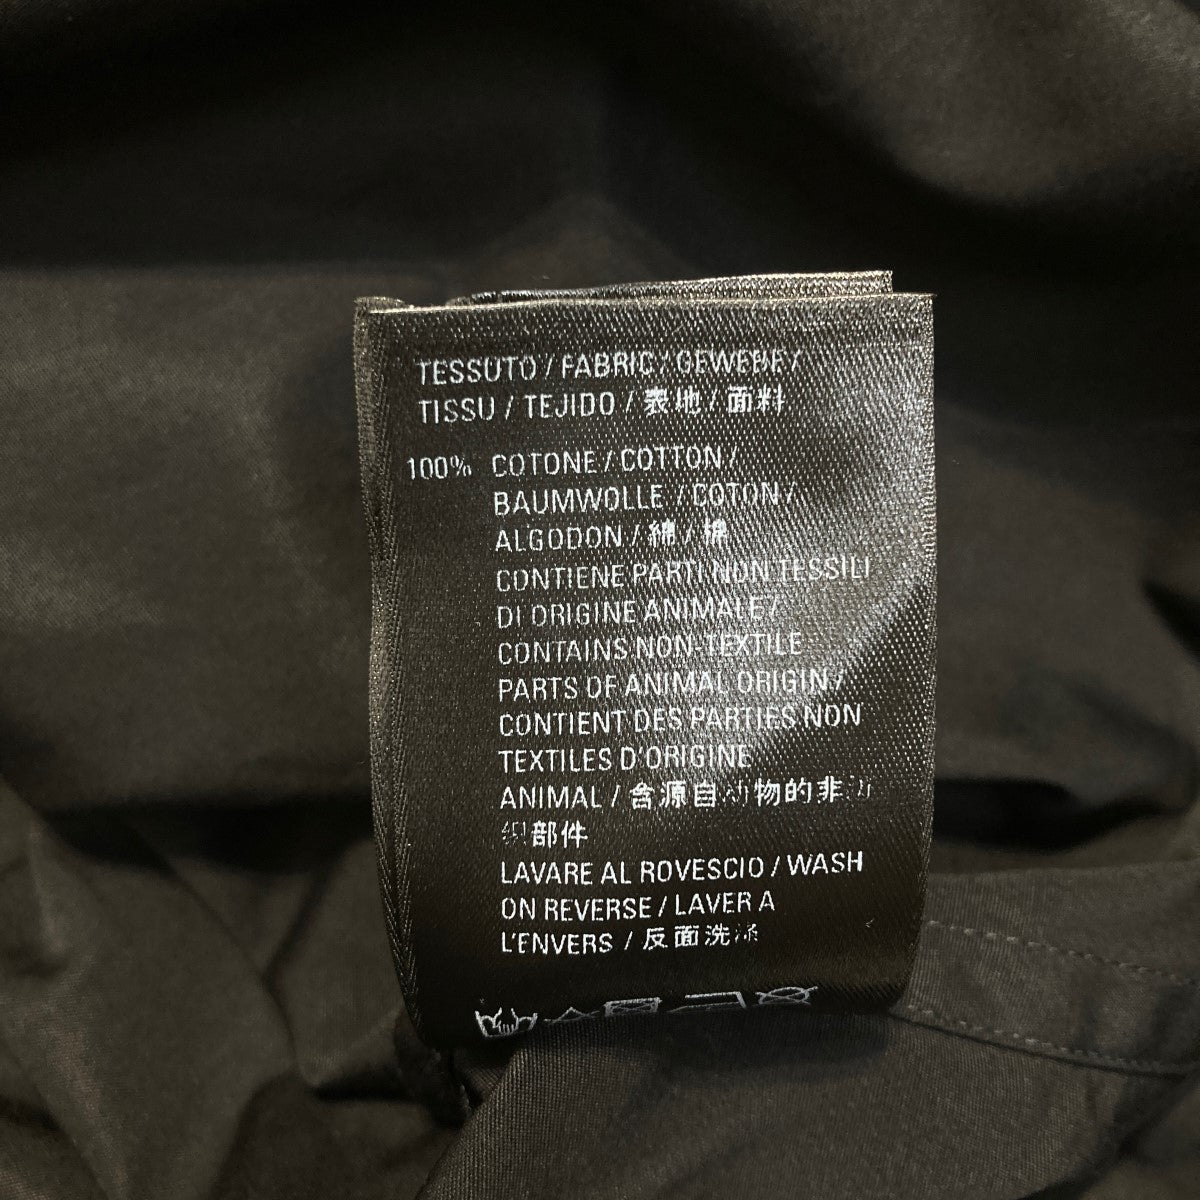 TESSUTO / FABRIC / GEWEBE /
TISSU / TEJIDO / 表地 / 面料
100% COTONE / COTTON /
BAUMWOLLE / COTON /
ALGODON / 綿 / 棉
CONTIENE PARTI NON TESSILI
DI ORIGINE ANIMALE /
CONTAINS NON-TEXTILE
PARTS OF ANIMAL ORIGIN /
CONTIENT DES PARTIES NON
TEXTILES D'ORIGINE
ANIMAL / 含源自动物的非纺
织部件
LAVARE AL ROVESCIO / WASH
ON REVERSE / LAVER A
L'ENVERS / 反面洗涤